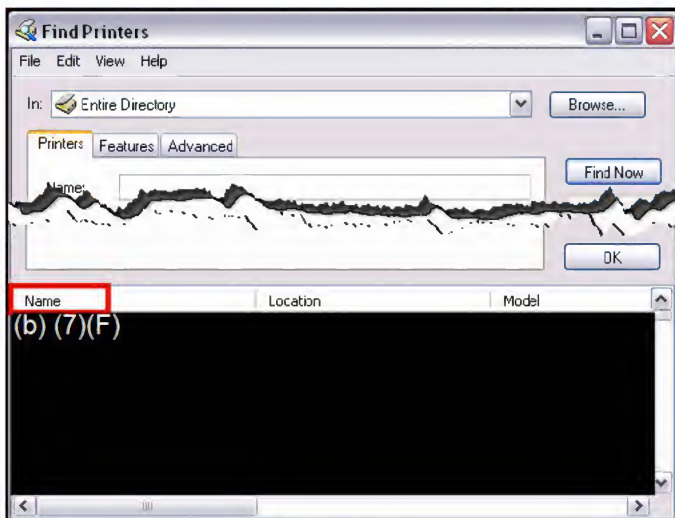 Find Printers
File Edit View Help
In: Entire Directory Browse...
Printers Features Advanced
Find Now
Name:
OK
Name Location Model
(b) (7)(F)